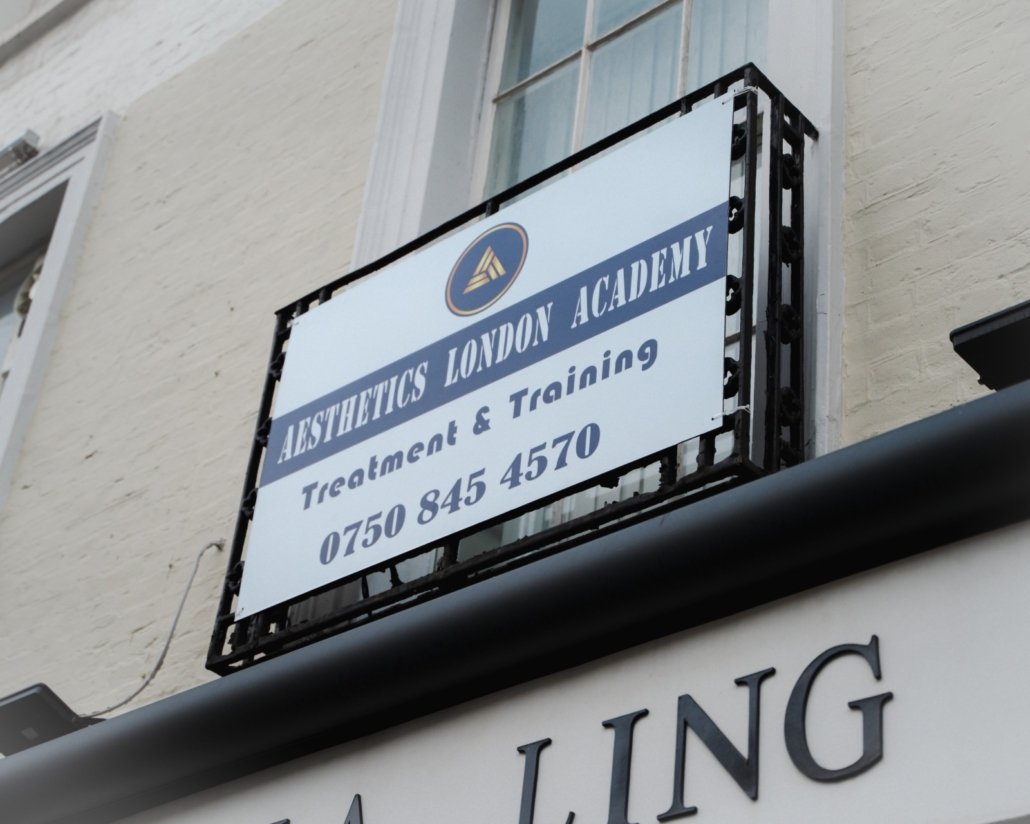 AESTHETICS LONDON ACADEMY
Treatment & Training
0750 845 4570
LING